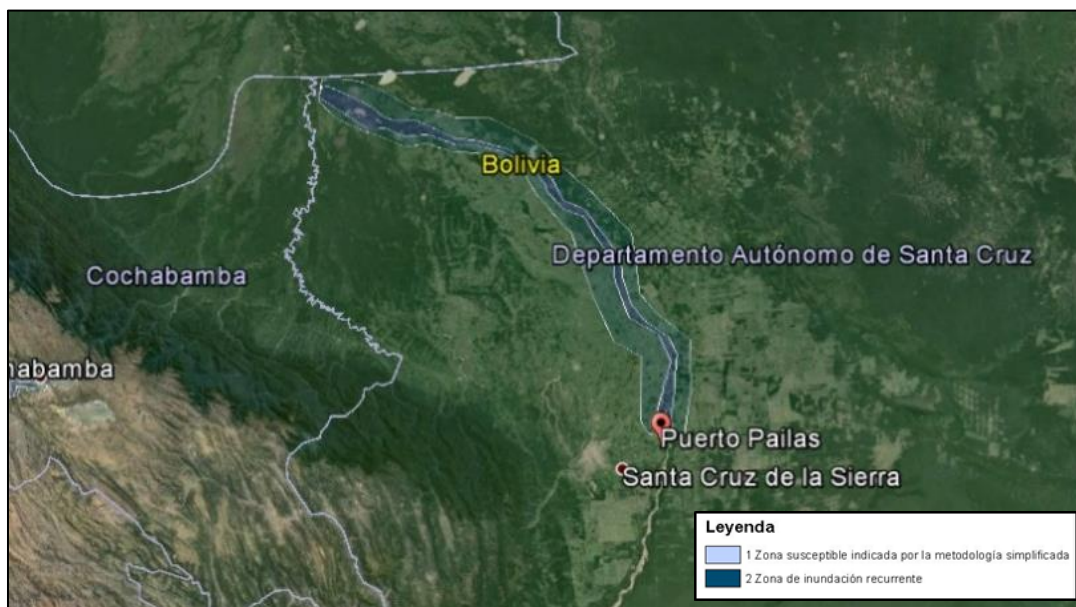 Bolivia
Departamento Autónomo de Santa Cruz
Cochabamba
habamba
Puerto Pailas
Santa Cruz de la Sierra
Leyenda
1 Zona susceptible indicada por la metodología simplificada
2 Zona de inundación recurrente